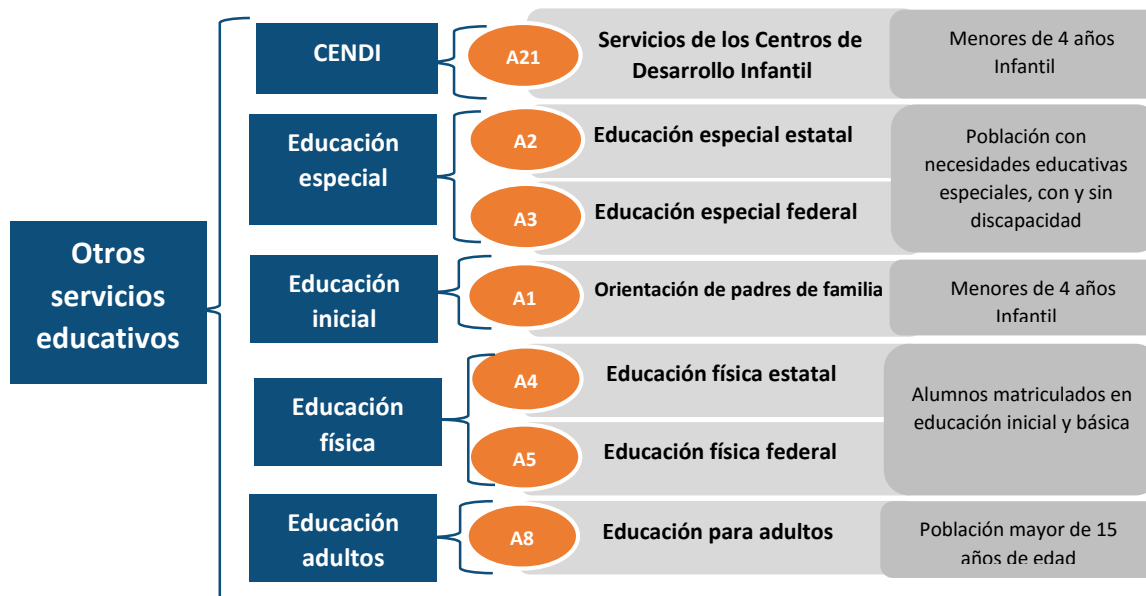 Otros
servicios
educativos
CENDI
A21
Servicios de los Centros de
Desarrollo Infantil
Menores de 4 años
Infantil
Educación
especial
A2
Educación especial estatal
A3
Educación especial federal
Población con
necesidades educativas
especiales, con y sin
discapacidad
Educación
inicial
A1
Orientación de padres de familia
Menores de 4 años
Infantil
Educación
física
A4
Educación física estatal
A5
Educación física federal
Alumnos matriculados en
educación inicial y básica
Educación
adultos
A8
Educación para adultos
Población mayor de 15
años de edad